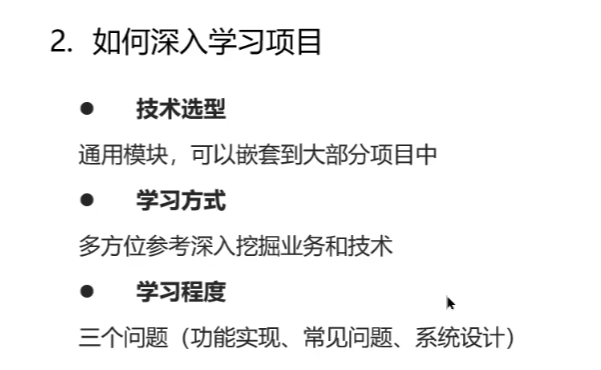 2. 如何深入学习项目
● 技术选型
通用模块，可以嵌套到大部分项目中
● 学习方式
多方位参考深入挖掘业务和技术
● 学习程度
三个问题（功能实现、常见问题、系统设计）